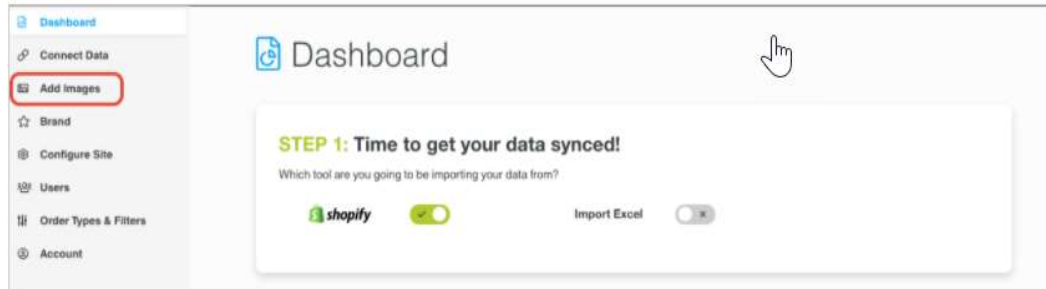 Dashboard
Connect Data
Add Images
Brand
Configure Site
Users
Order Types & Filters
Account
Dashboard
STEP 1: Time to get your data synced!
Which tool are you going to be importing your data from?
shopify
Import Excel